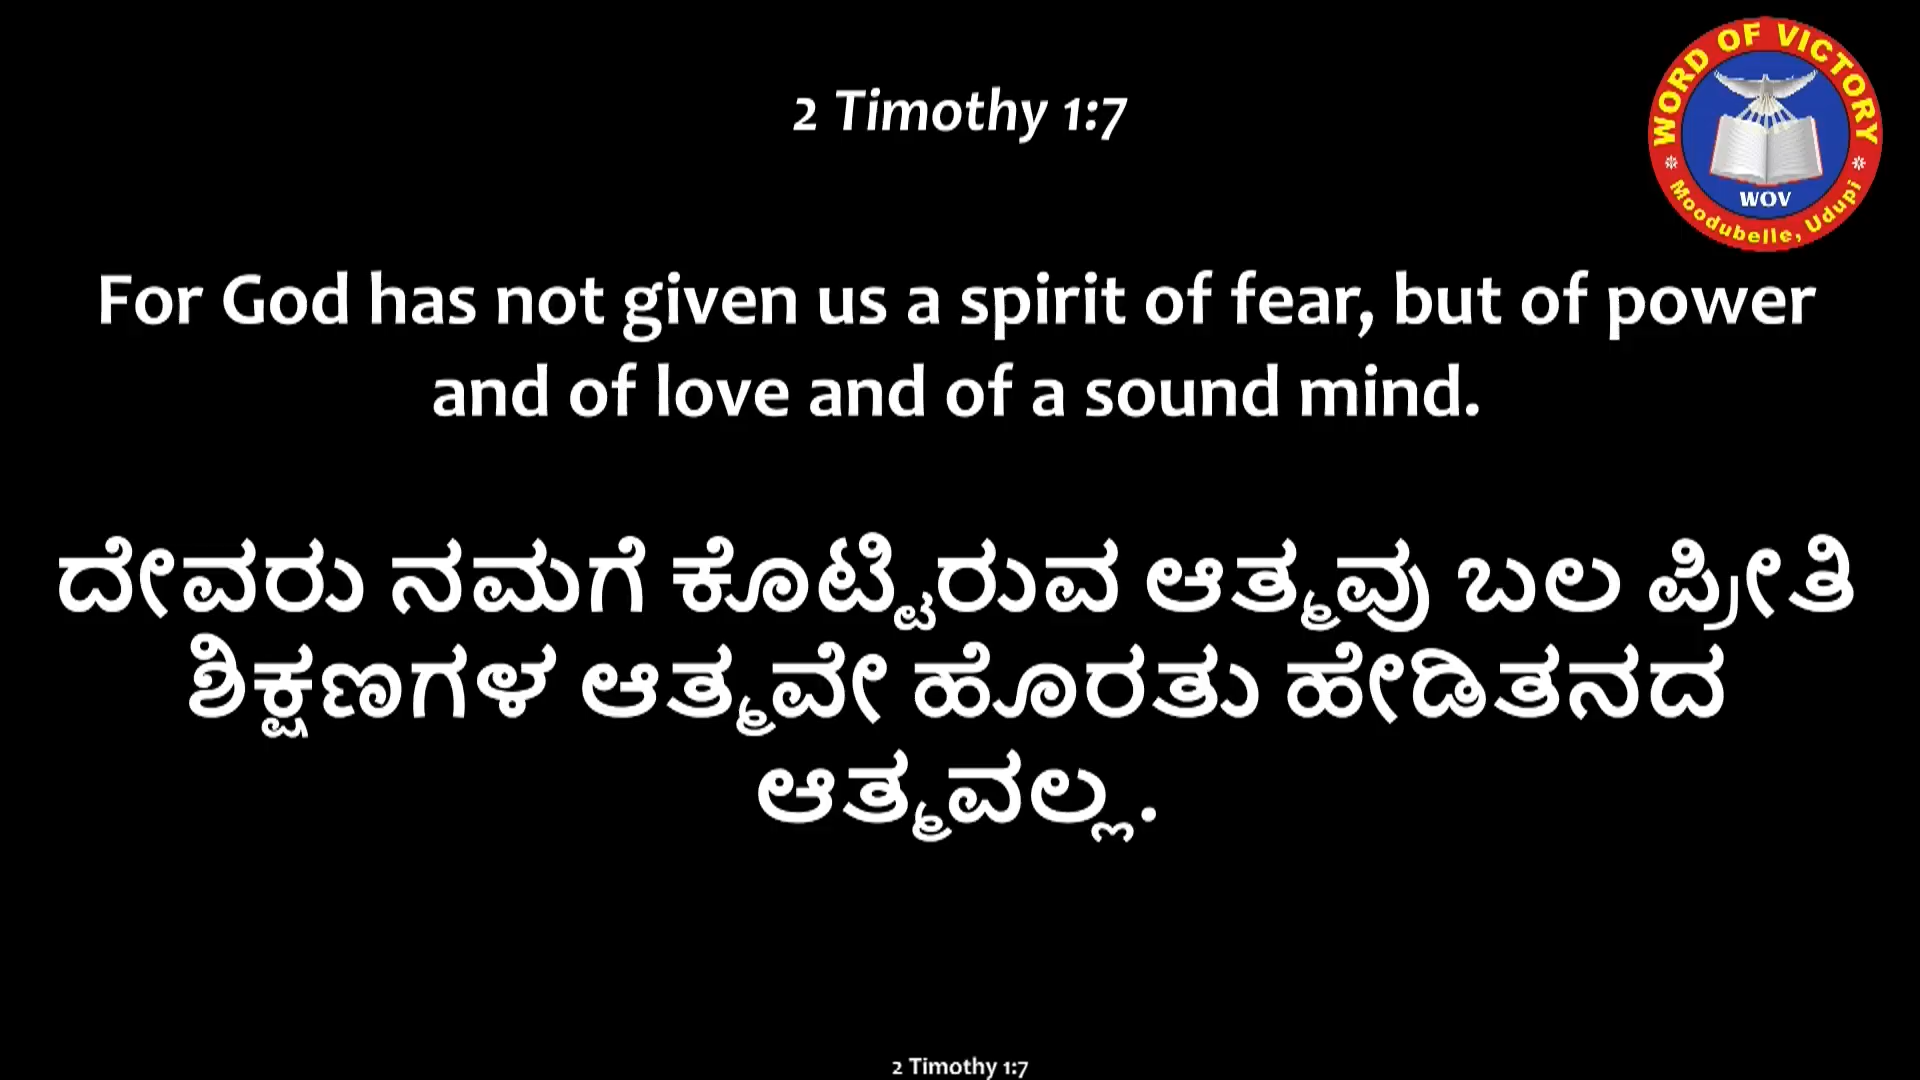 2 Timothy 1:7
WORD OF VICTORY
WOV
Moodubelle, Udupi
For God has not given us a spirit of fear, but of power
and of love and of a sound mind.
ದೇವರು ನಮಗೆ ಕೊಟ್ಟಿರುವ ಆತ್ಮವು ಬಲ ಪ್ರೀತಿ
ಶಿಕ್ಷಣಗಳ ಆತ್ಮವೇ ಹೊರತು ಹೇಡಿತನದ
ಆತ್ಮವಲ್ಲ.
2 Timothy 1:7